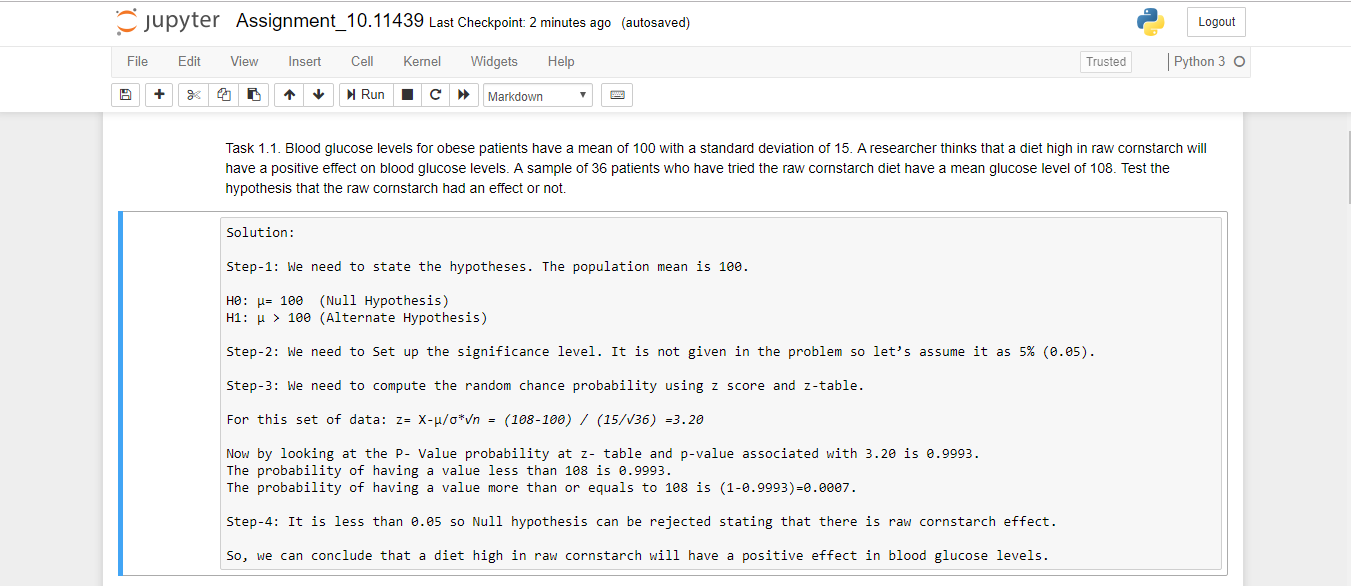 jupyter Assignment_10.11439 Last Checkpoint: 2 minutes ago (autosaved)
Logout
File Edit View Insert Cell Kernel Widgets Help
Trusted
Python 3
Run
Markdown
Task 1.1. Blood glucose levels for obese patients have a mean of 100 with a standard deviation of 15. A researcher thinks that a diet high in raw cornstarch will
have a positive effect on blood glucose levels. A sample of 36 patients who have tried the raw cornstarch diet have a mean glucose level of 108. Test the
hypothesis that the raw cornstarch had an effect or not.
Solution:
Step-1: We need to state the hypotheses. The population mean is 100.
H0: μ= 100 (Null Hypothesis)
H1: μ > 100 (Alternate Hypothesis)
Step-2: We need to Set up the significance level. It is not given in the problem so let’s assume it as 5% (0.05).
Step-3: We need to compute the random chance probability using z score and z-table.
For this set of data: z= X-μ/σ*√n = (108-100) / (15/√36) =3.20
Now by looking at the P- Value probability at z- table and p-value associated with 3.20 is 0.9993.
The probability of having a value less than 108 is 0.9993.
The probability of having a value more than or equals to 108 is (1-0.9993)=0.0007.
Step-4: It is less than 0.05 so Null hypothesis can be rejected stating that there is raw cornstarch effect.
So, we can conclude that a diet high in raw cornstarch will have a positive effect in blood glucose levels.